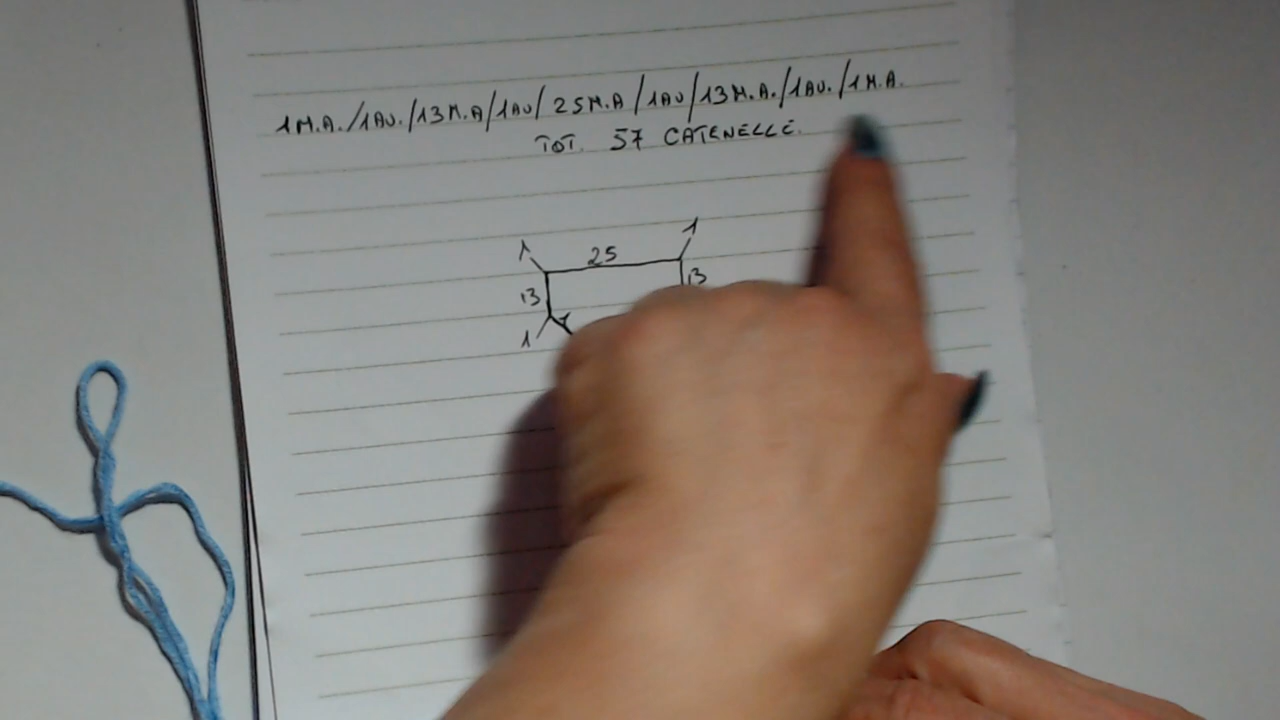 1M.A./1AU./13M.A/1AU/25M.A/1AU/13M.A./1AU./1M.A.
TOT. 57 CATENELLE.
1 25 1
13 13
1